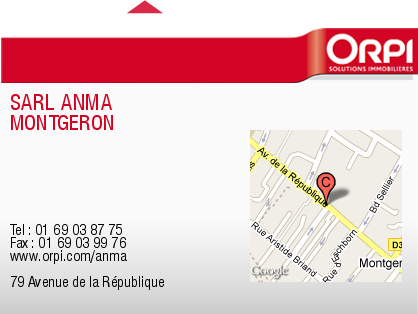 ORPI
SOLUTIONS IMMOBILIÈRES
SARL ANMA
MONTGERON
Tel : 01 69 03 87 75
Fax : 01 69 03 99 76
www.orpi.com/anma
79 Avenue de la République
Av. de la République
C
Bd Sellier
Rue Aristide Briand
Eichborn
D3
Montger
Google